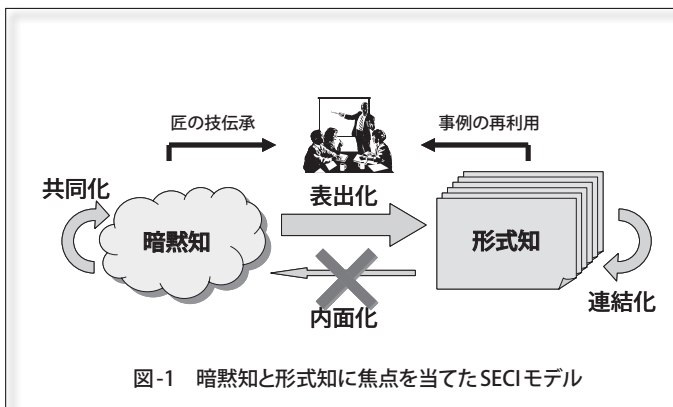 匠の技伝承
事例の再利用
共同化
表出化
暗黙知
形式知
内面化
連結化
図-1 暗黙知と形式知に焦点を当てたSECIモデル